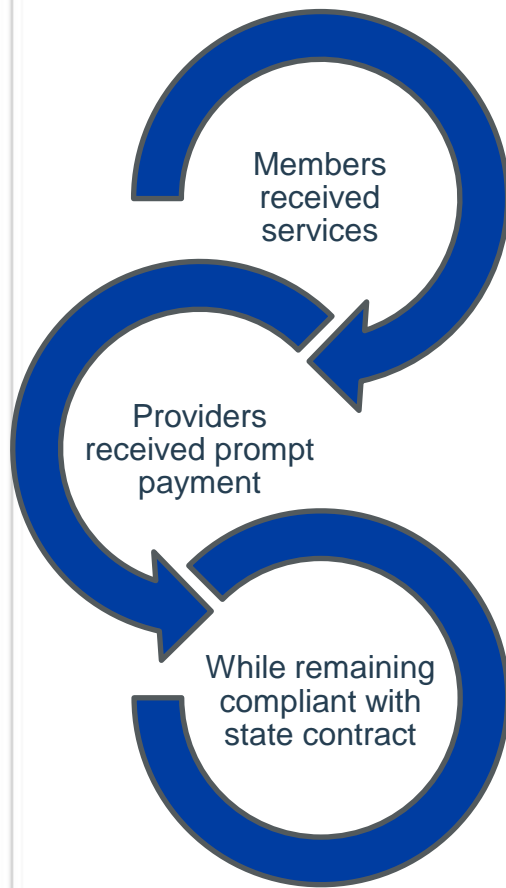 Members
received
services
Providers
received prompt
payment
While remaining
compliant with
state contract